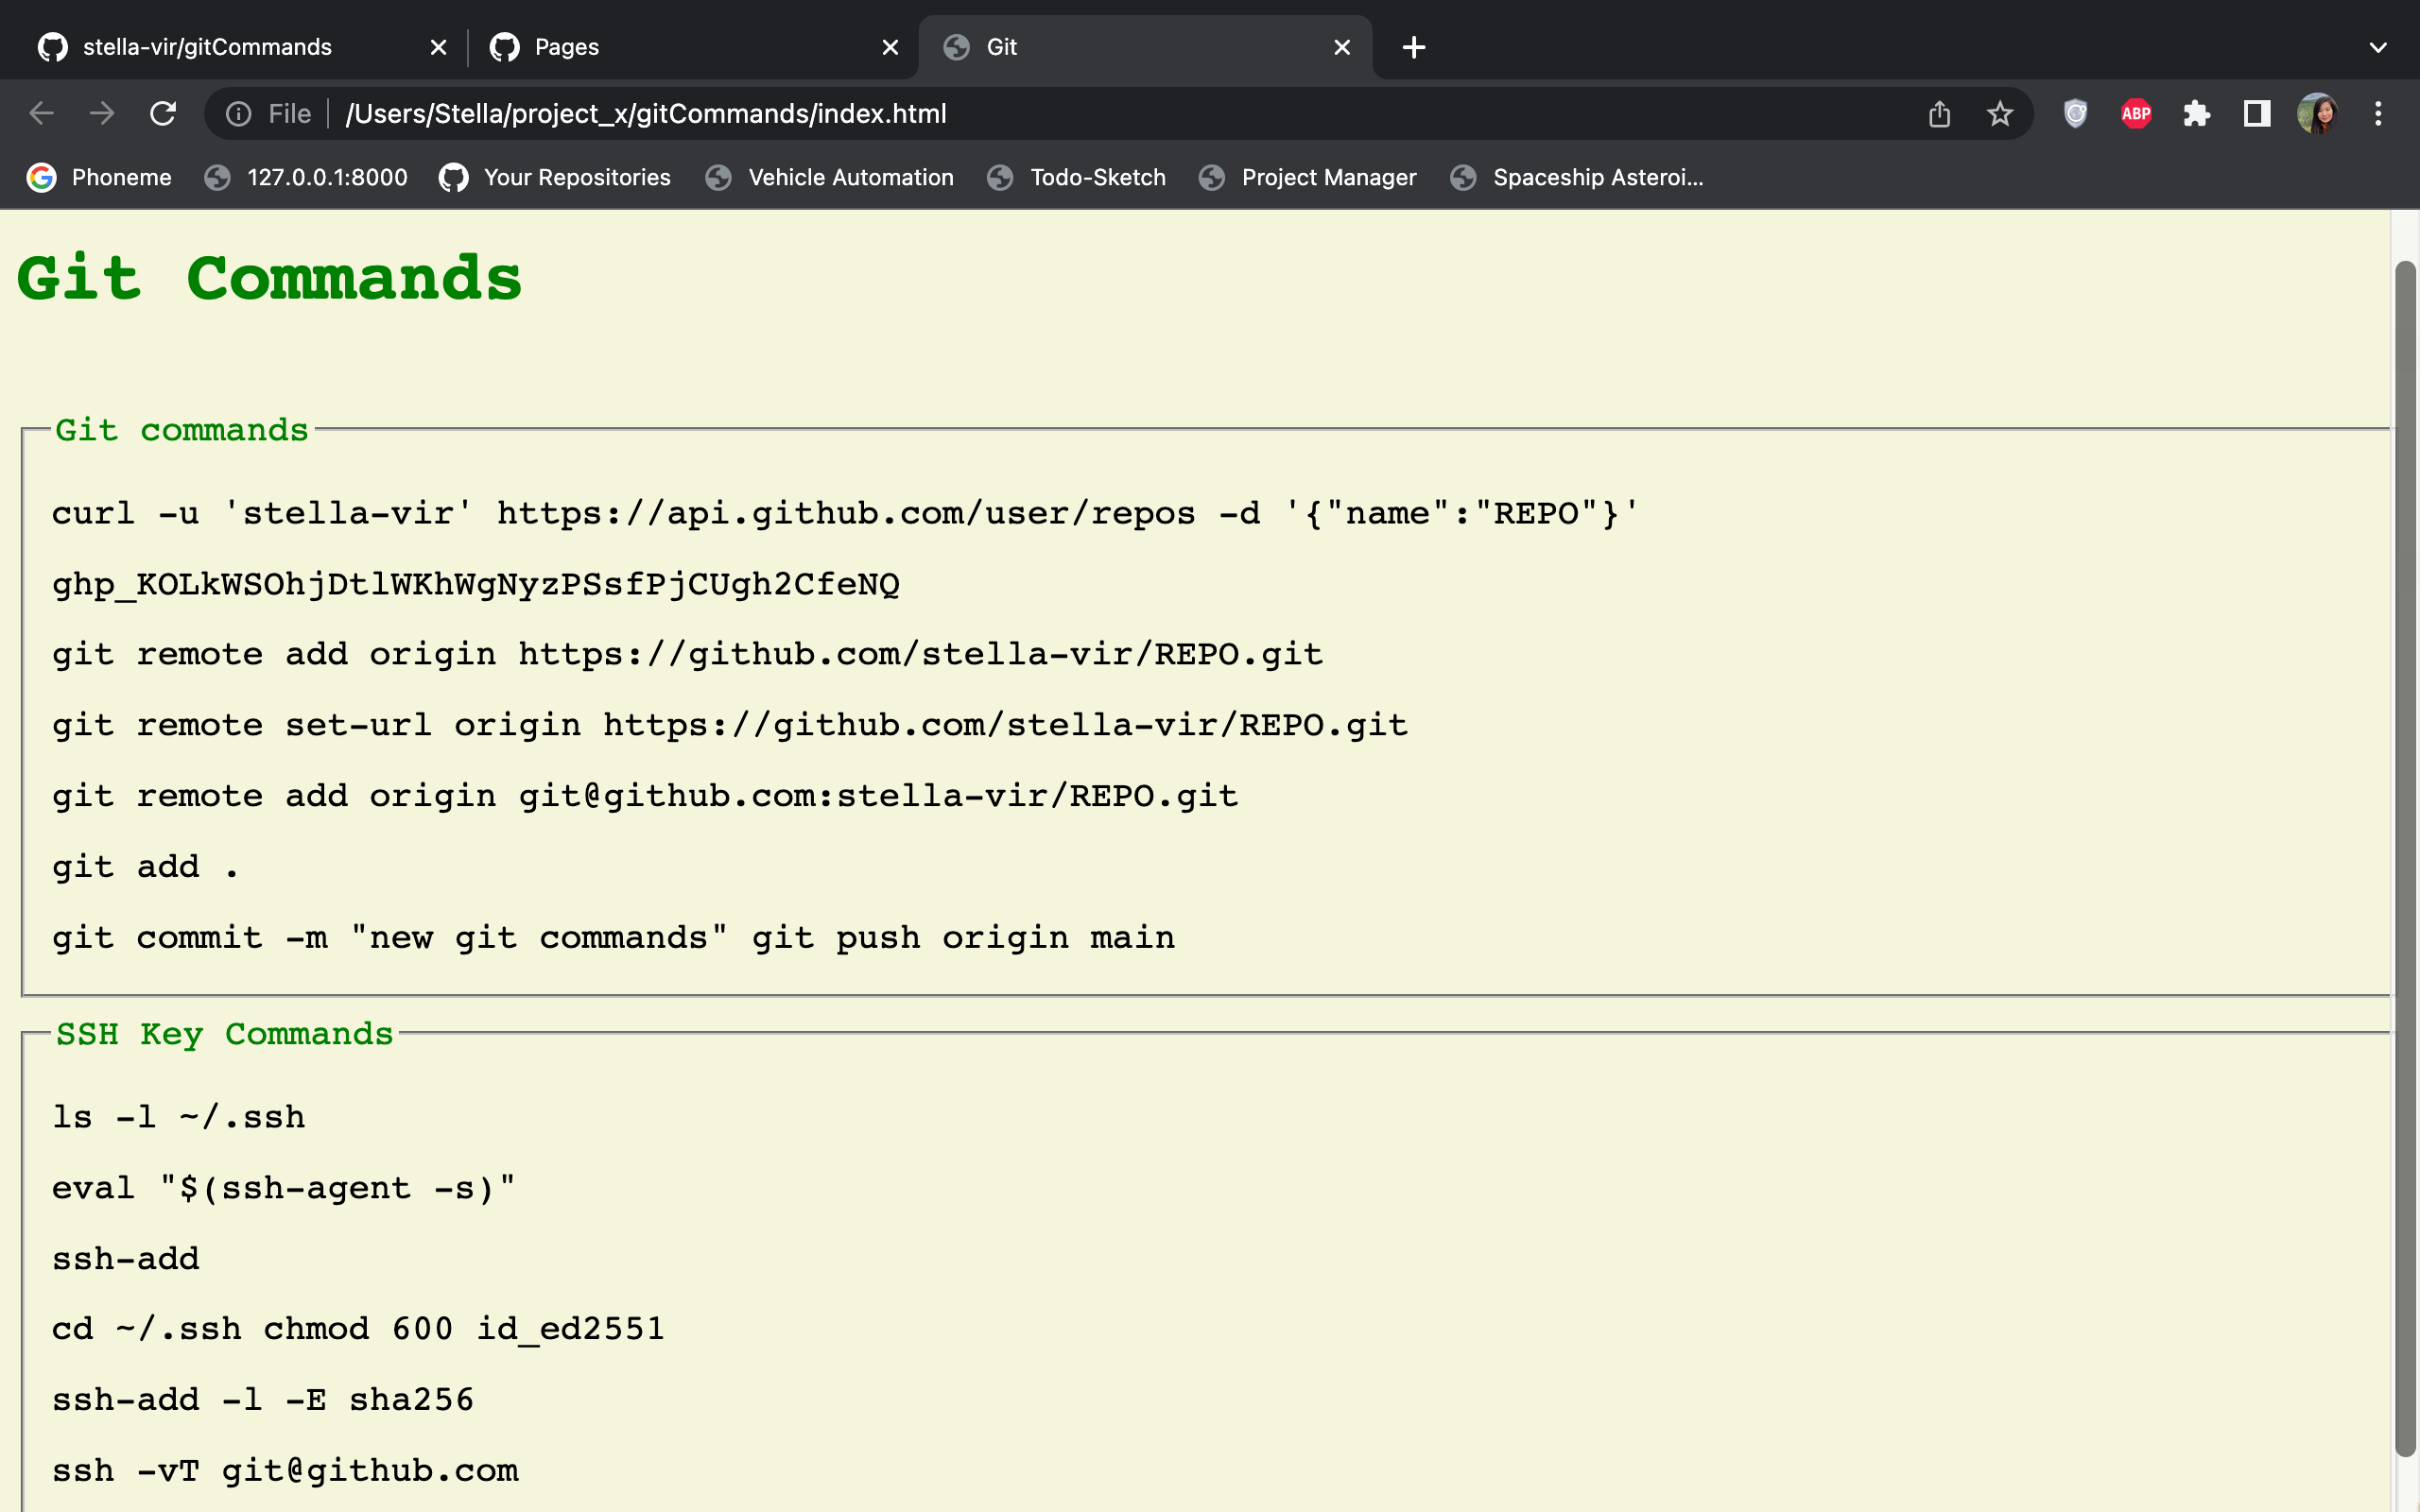 stella-vir/gitCommands
Pages
Git
File
/Users/Stella/project_x/gitCommands/index.html
ABP
Phoneme
127.0.0.1:8000
Your Repositories
Vehicle Automation
Todo-Sketch
Project Manager
Spaceship Asteroi...
Git Commands
Git commands
curl -u 'stella-vir' https://api.github.com/user/repos -d '{"name":"REPO"}'
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
git remote add origin https://github.com/stella-vir/REPO.git
git remote set-url origin https://github.com/stella-vir/REPO.git
git remote add origin git@github.com:stella-vir/REPO.git
git add .
git commit -m "new git commands" git push origin main
SSH Key Commands
ls -l ~/.ssh
eval "$(ssh-agent -s)"
ssh-add
cd ~/.ssh chmod 600 id_ed2551
ssh-add -l -E sha256
ssh -vT git@github.com